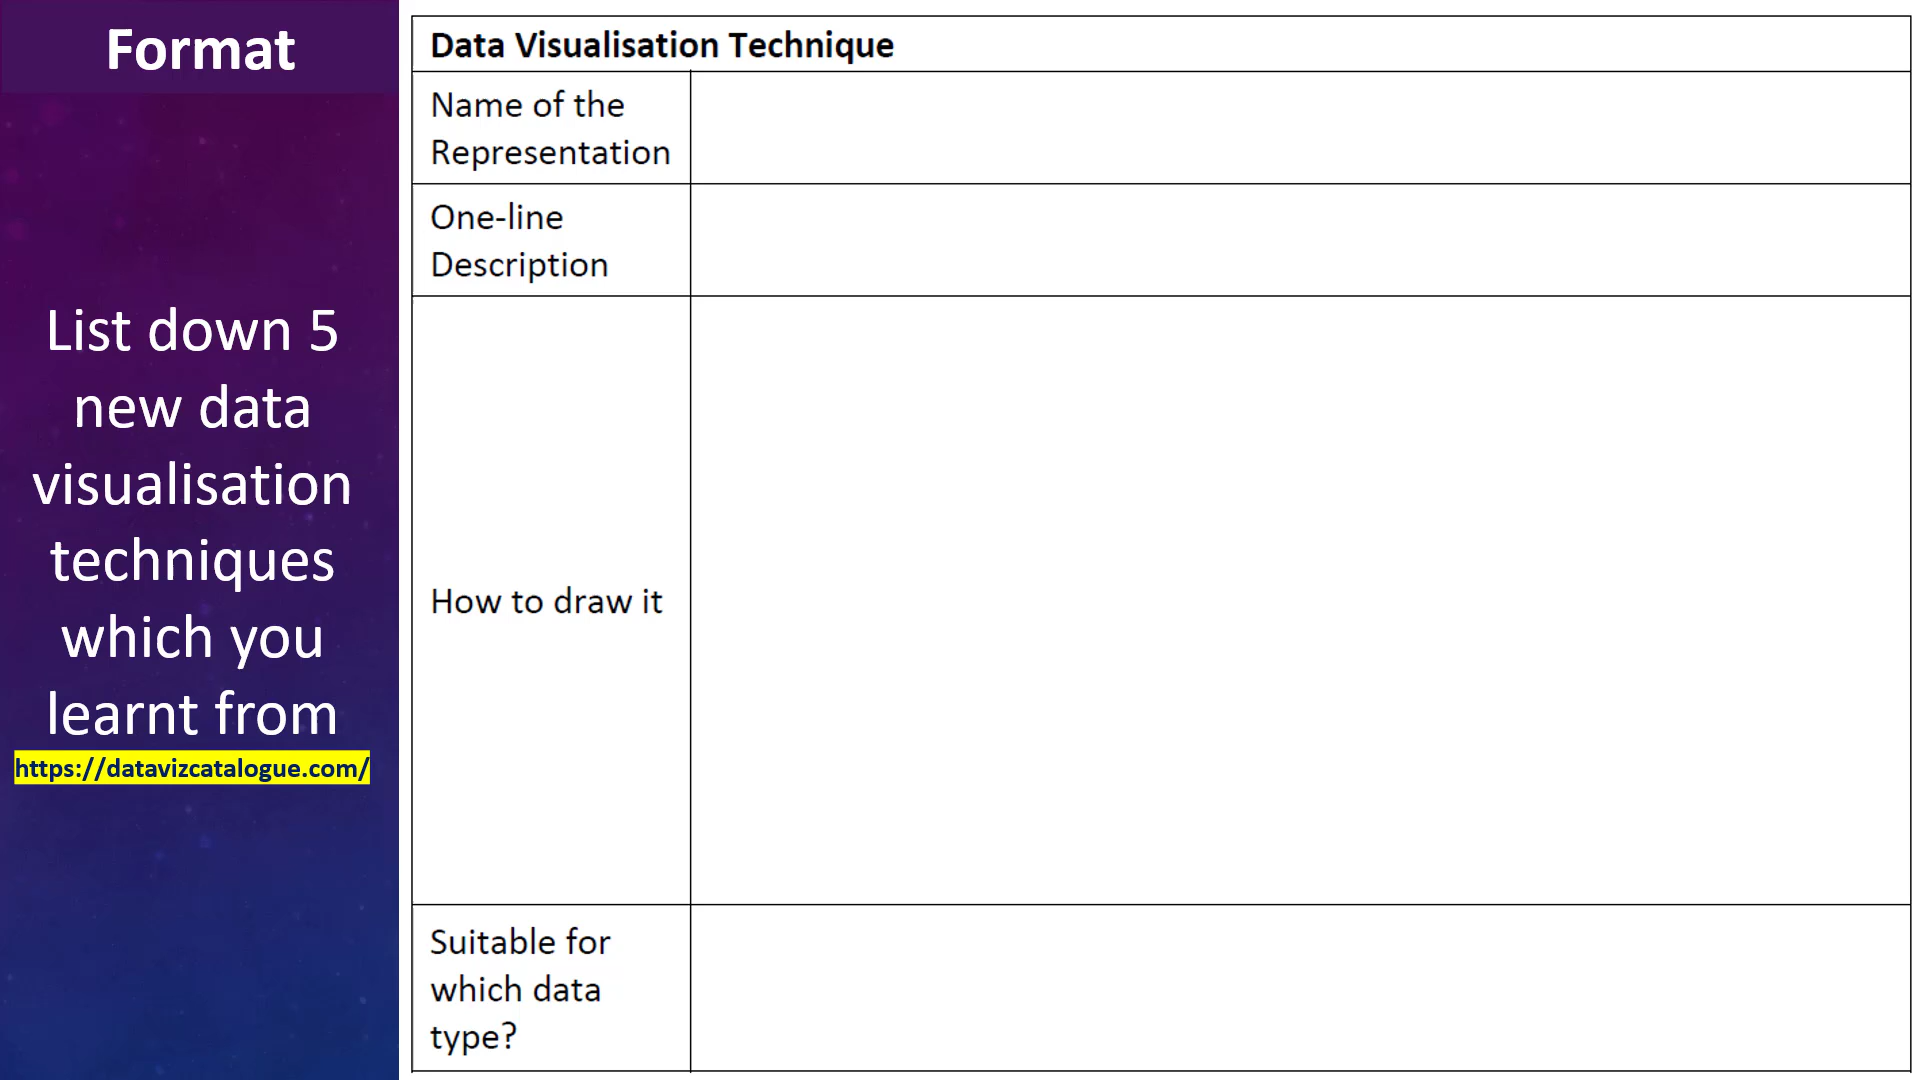 Format
List down 5
new data
visualisation
techniques
which you
learnt from
https://datavizcatalogue.com/
Data Visualisation Technique
Name of the
Representation
One-line
Description
How to draw it
Suitable for
which data
type?